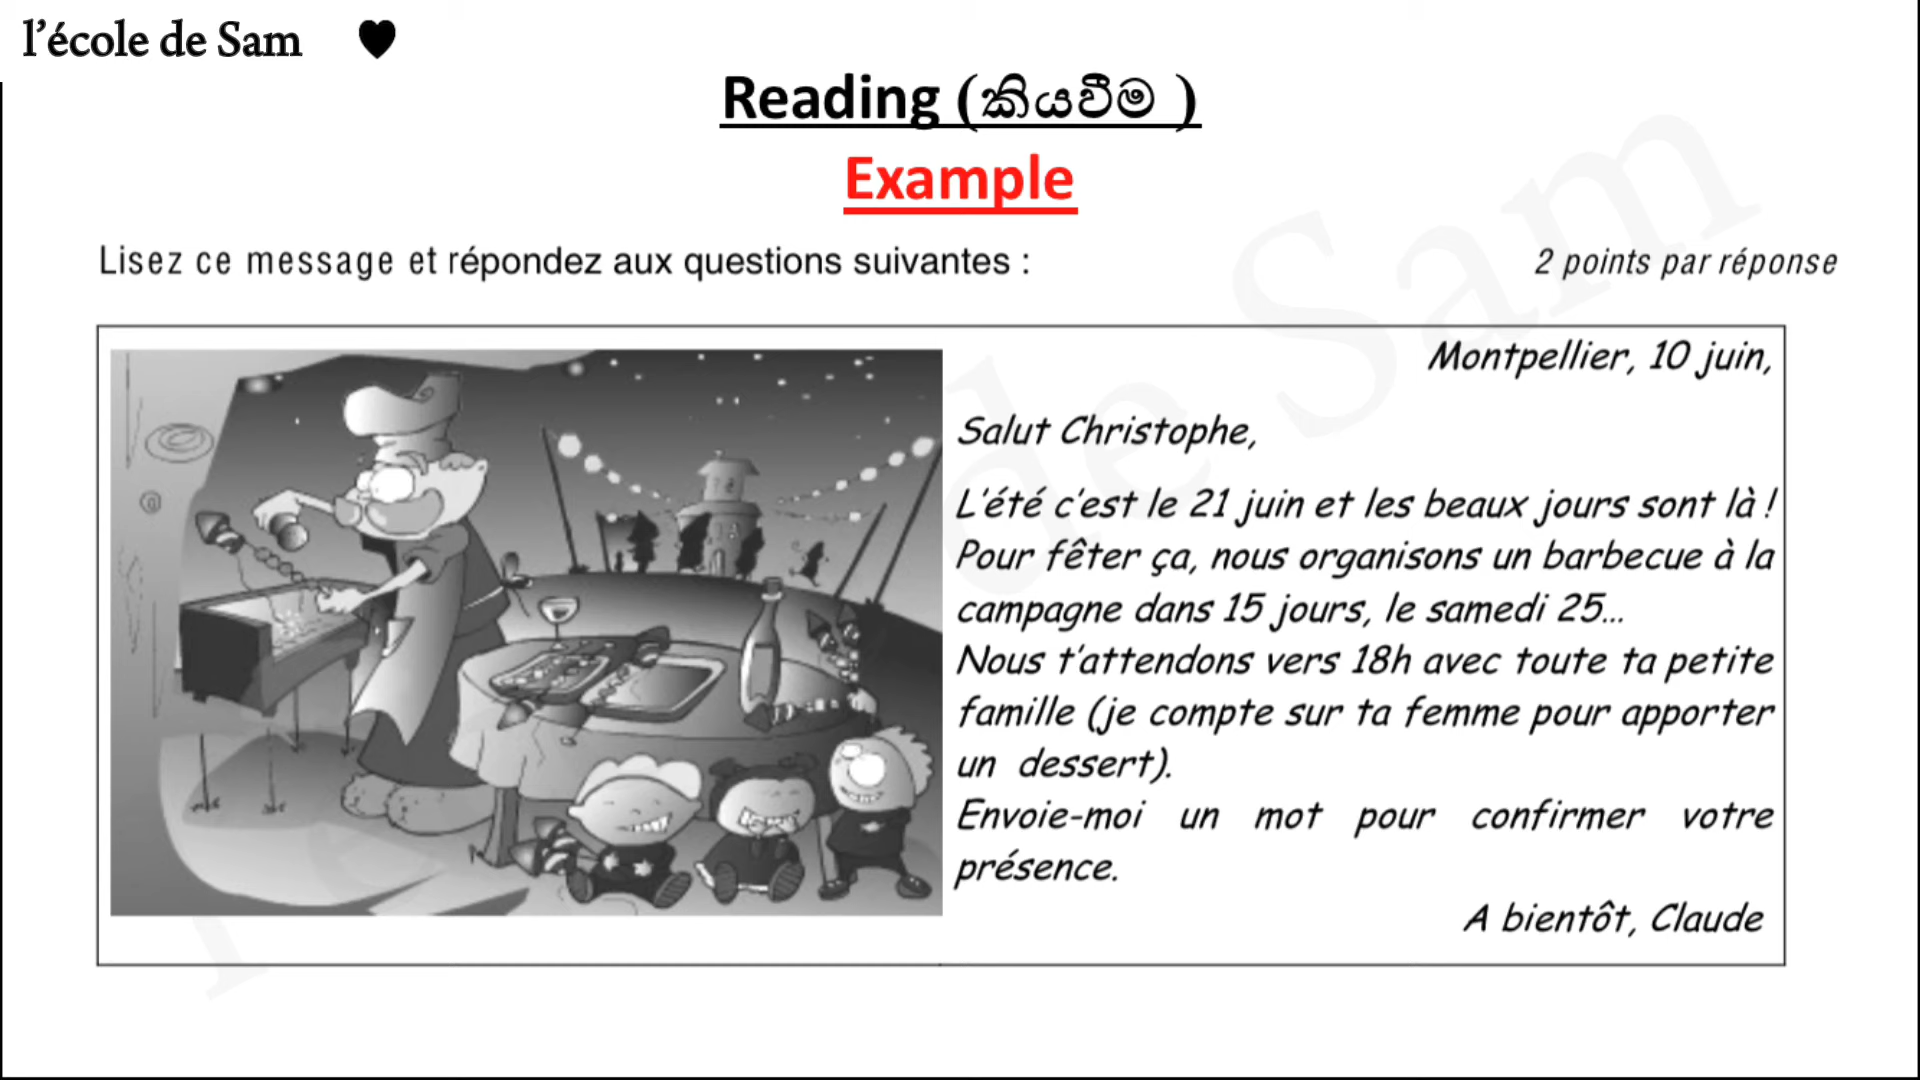 l'école de Sam
Reading (කියවීම )
Example
Lisez ce message et répondez aux questions suivantes :
2 points par réponse
Montpellier, 10 juin,
Salut Christophe,
L'été c'est le 21 juin et les beaux jours sont là !
Pour fêter ça, nous organisons un barbecue à la
campagne dans 15 jours, le samedi 25...
Nous t'attendons vers 18h avec toute ta petite
famille (je compte sur ta femme pour apporter
un dessert).
Envoie-moi un mot pour confirmer votre
présence.
A bientôt, Claude